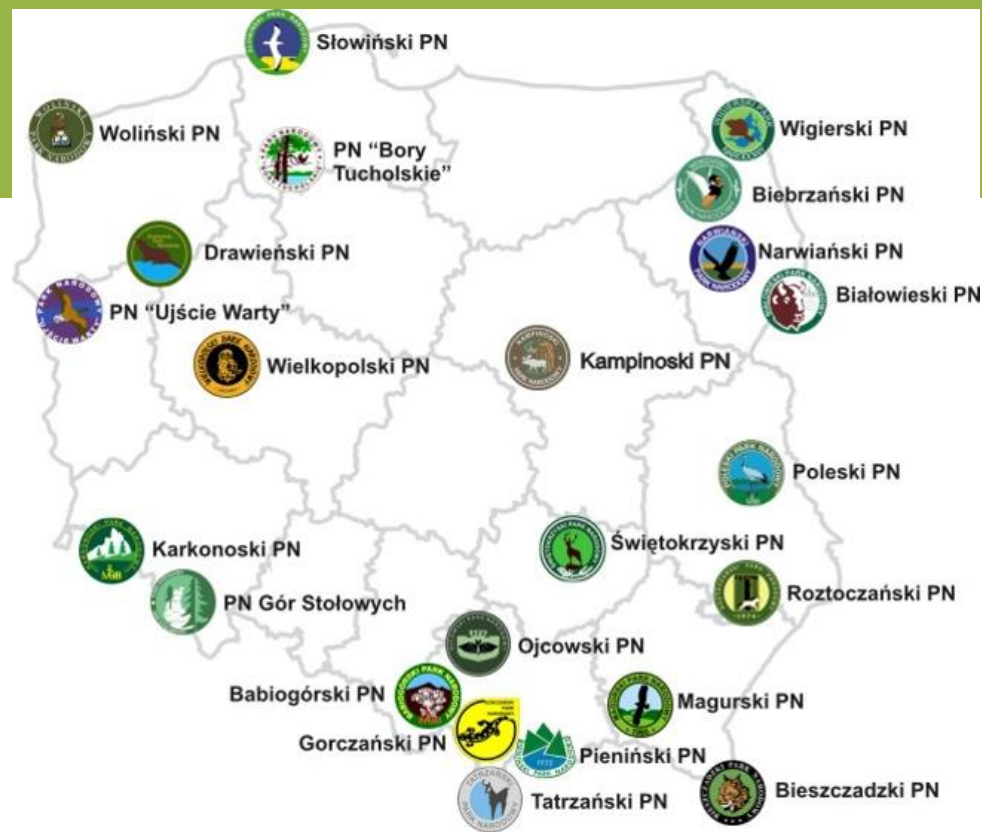 Słowiński PN
Woliński PN
PN “Bory
Tucholskie”
Wigierski PN
Biebrzański PN
Drawieński PN
Narwiański PN
Białowieski PN
PN “Ujście Warty”
Wielkopolski PN
Kampinoski PN
Poleski PN
Karkonoski PN
Świętokrzyski PN
PN Gór Stołowych
Roztoczański PN
Ojcowski PN
Babiogórski PN
Magurski PN
Gorczański PN
Pieniński PN
Tatrzański PN
Bieszczadzki PN